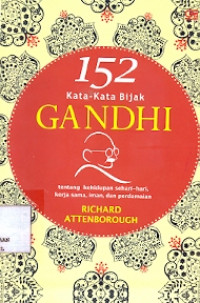 152
Kata-Kata Bijak
GANDHI
tentang kehidupan sehari-hari,
kerja sama, iman, dan perdamaian
RICHARD
ATTENBOROUGH